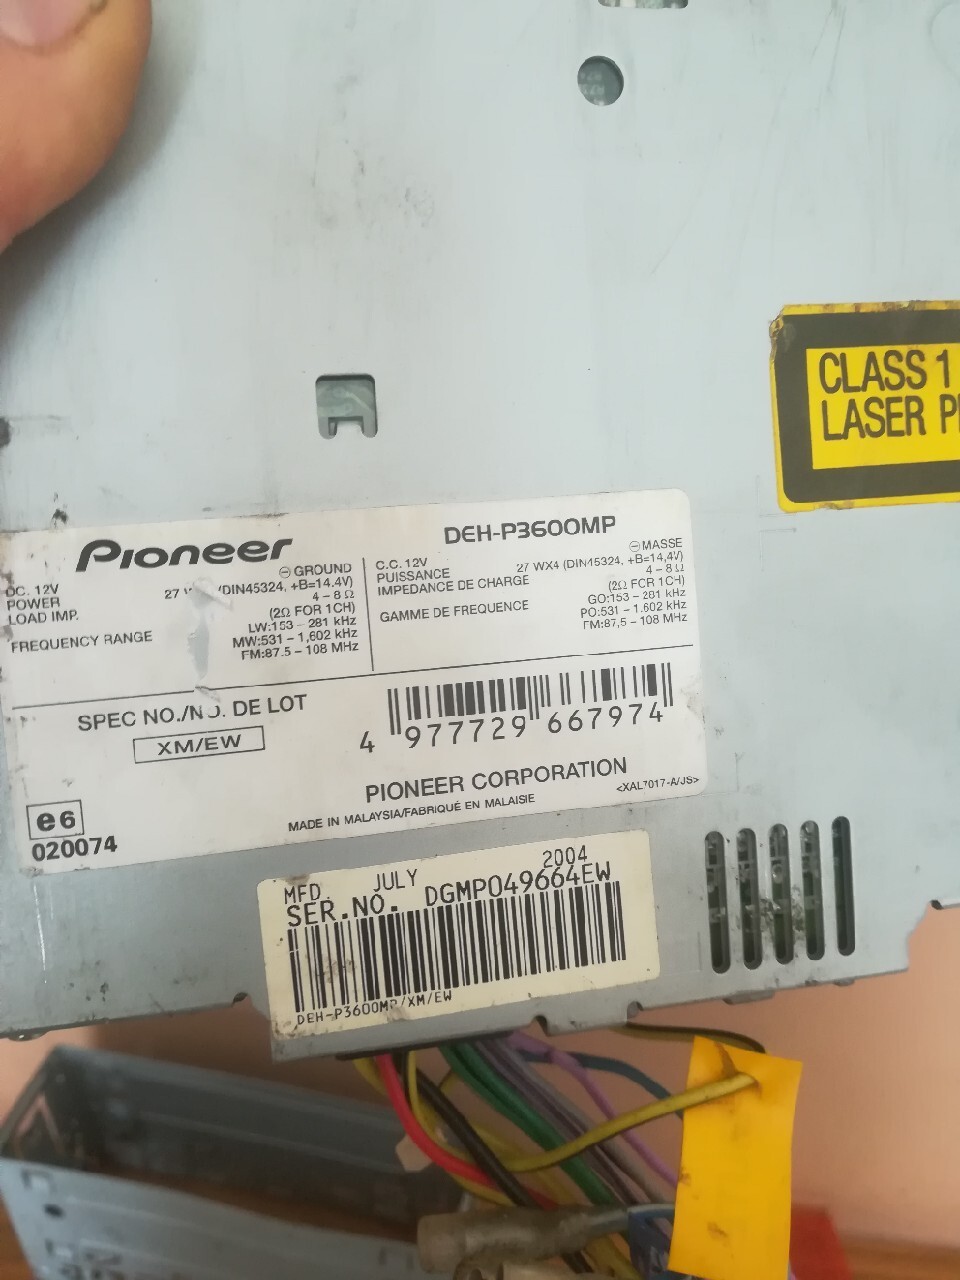 CLASS 1
LASER
Pioneer
DEH-P3600MP
DC. 12V
⊖ GROUND
POWER 27 W (DIN45324, +B=14.4V)
LOAD IMP. 4 – 8 Ω
(2Ω FOR 1CH)
FREQUENCY RANGE LW:153 – 281 kHz
MW:531 – 1,602 kHz
FM:87.5 – 108 MHz
C.C. 12V
⊖ MASSE
PUISSANCE 27 WX4 (DIN45324, +B=14,4V)
IMPEDANCE DE CHARGE 4 – 8 Ω
(2Ω FOR 1CH)
GAMME DE FREQUENCE GO:153 – 281 kHz
PO:531 – 1.602 kHz
FM:87,5 – 108 MHz
SPEC NO./NO. DE LOT
XM/EW
4 977729 667974
PIONEER CORPORATION
MADE IN MALAYSIA/FABRIQUÉ EN MALAISIE
<XAL7017-A/JS>
e6
020074
MFD. JULY 2004
SER.NO. DGMP049664EW
DEH-P3600MP/XM/EW